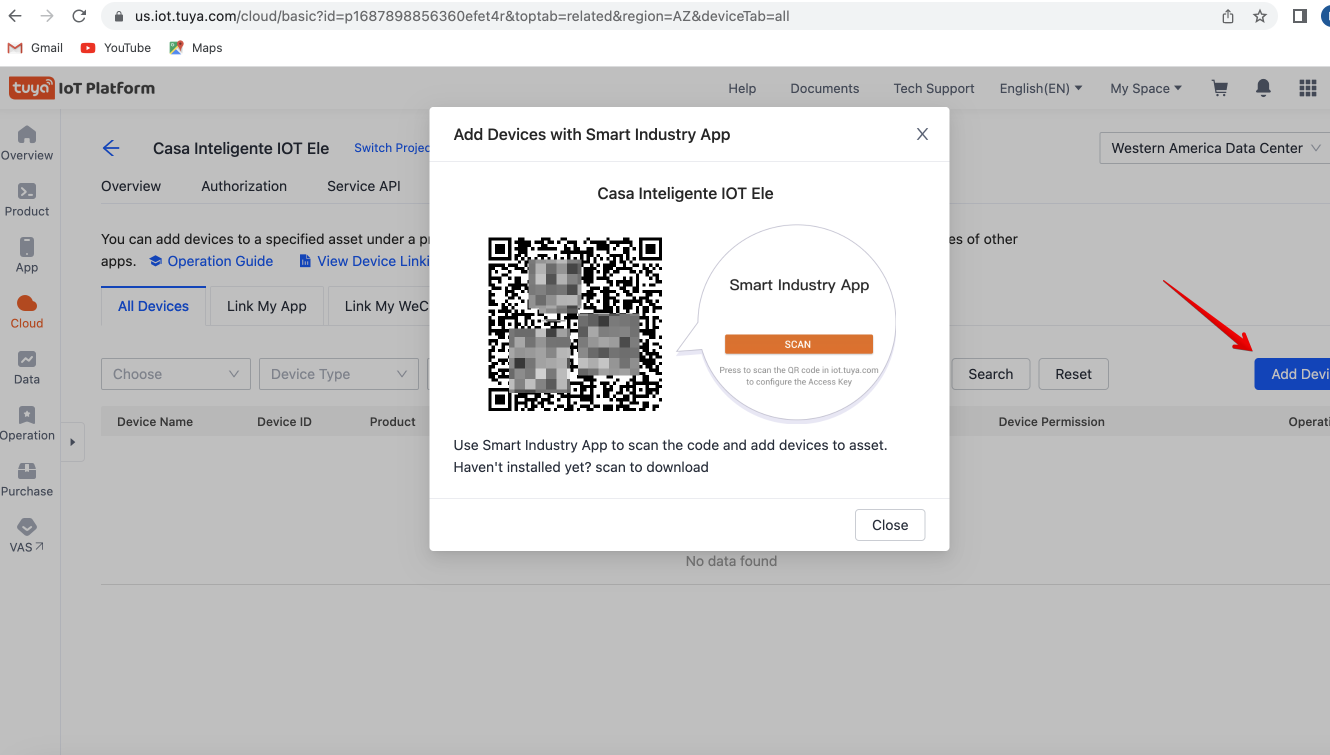 us.iot.tuya.com/cloud/basic?id=p1687898856360efet4r&toptab=related&region=AZ&deviceTab=all
Gmail YouTube Maps
tuya IoT Platform Help Documents Tech Support English(EN) My Space
Add Devices with Smart Industry App
Overview
Product
App
Cloud
Data
Operation
Purchase
VAS
Casa Inteligente IOT Ele Switch Projec
Western America Data Center
Overview Authorization Service API
You can add devices to a specified asset under a pr
es of other
apps. Operation Guide View Device Linki
All Devices Link My App Link My WeC
Choose Device Type Search Reset Add Devi
Device Name Device ID Product Device Permission Operati
No data found
Casa Inteligente IOT Ele
Smart Industry App
SCAN
Press to scan the QR code in iot.tuya.com
to configure the Access Key
Use Smart Industry App to scan the code and add devices to asset.
Haven't installed yet? scan to download
Close